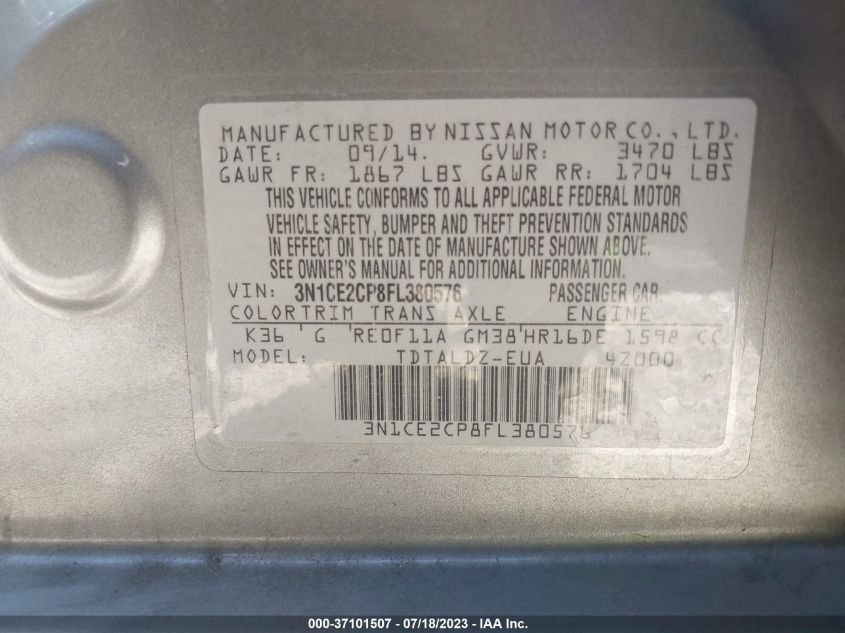 MANUFACTURED BY NISSAN MOTOR CO., LTD.
DATE: 09/14. GVWR: 3470 LBS
GAWR FR: 1867 LBS GAWR RR: 1704 LBS
THIS VEHICLE CONFORMS TO ALL APPLICABLE FEDERAL MOTOR
VEHICLE SAFETY, BUMPER AND THEFT PREVENTION STANDARDS
IN EFFECT ON THE DATE OF MANUFACTURE SHOWN ABOVE.
SEE OWNER'S MANUAL FOR ADDITIONAL INFORMATION.
VIN: 3N1CE2CP8FL380576 PASSENGER CAR.
COLOR TRIM TRANS AXLE ENGINE
K36 G RE0F11A GM38 HR16DE 1598 CC
MODEL: TDTALDZ-EUA 4Z000
3N1CE2CP8FL380576
000-37101507 - 07/18/2023 - COPYRIGHT IAA, Inc.